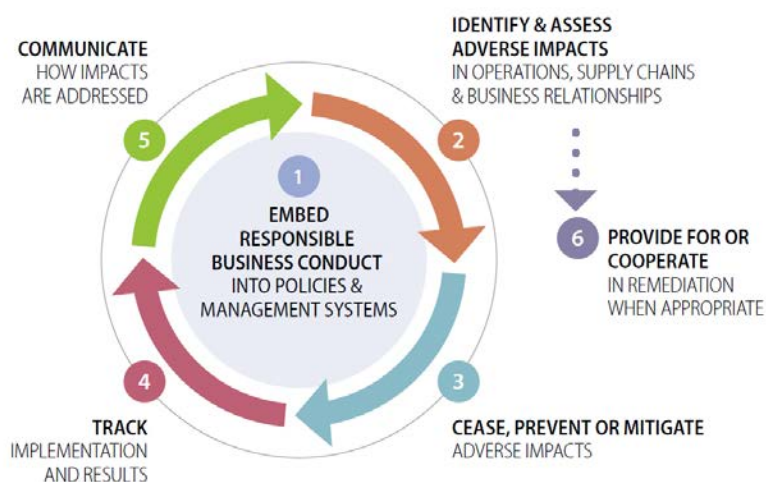 1
EMBED
RESPONSIBLE
BUSINESS CONDUCT
INTO POLICIES &
MANAGEMENT SYSTEMS
2
IDENTIFY & ASSESS
ADVERSE IMPACTS
IN OPERATIONS, SUPPLY CHAINS
& BUSINESS RELATIONSHIPS
3
CEASE, PREVENT OR MITIGATE
ADVERSE IMPACTS
4
TRACK
IMPLEMENTATION
AND RESULTS
5
COMMUNICATE
HOW IMPACTS
ARE ADDRESSED
6
PROVIDE FOR OR
COOPERATE
IN REMEDIATION
WHEN APPROPRIATE